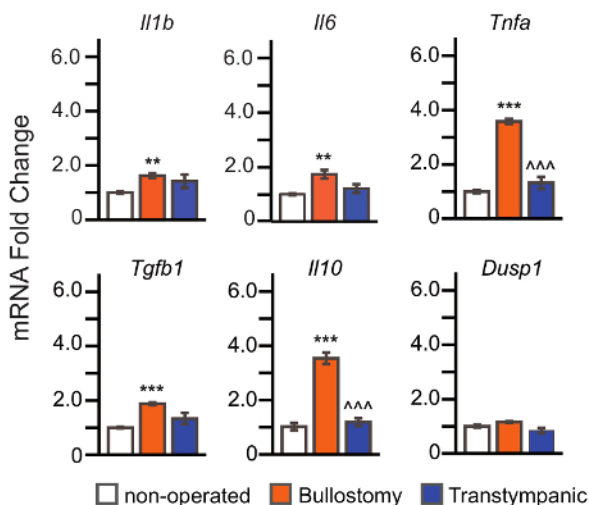 Il1b Il6 Tnfa
6.0 6.0 6.0
4.0 4.0 4.0
*** 
** ** ^^^
2.0 2.0 2.0
0 0 0
mRNA Fold Change
Tgfb1 Il10 Dusp1
6.0 6.0 6.0
4.0 4.0 4.0
***
*** ^^^
2.0 2.0 2.0
0 0 0
non-operated Bullostomy Transtympanic